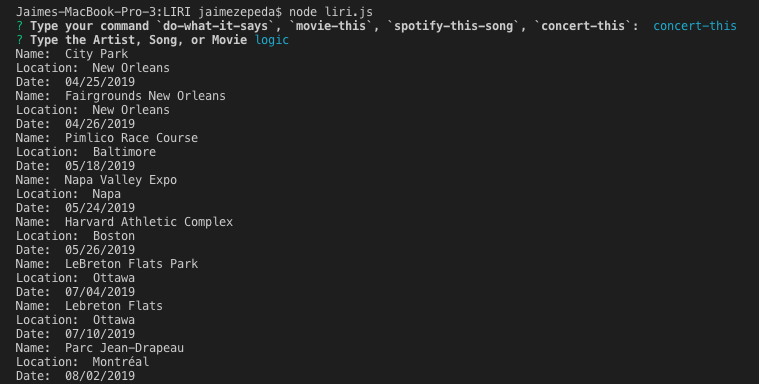 Jaimes-MacBook-Pro-3:LIRI jaimezepeda$ node liri.js
? Type your command `do-what-it-says`, `movie-this`, `spotify-this-song`, `concert-this`:  concert-this
? Type the Artist, Song, or Movie logic
Name:  City Park
Location:  New Orleans
Date:  04/25/2019
Name:  Fairgrounds New Orleans
Location:  New Orleans
Date:  04/26/2019
Name:  Pimlico Race Course
Location:  Baltimore
Date:  05/18/2019
Name:  Napa Valley Expo
Location:  Napa
Date:  05/24/2019
Name:  Harvard Athletic Complex
Location:  Boston
Date:  05/26/2019
Name:  LeBreton Flats Park
Location:  Ottawa
Date:  07/04/2019
Name:  Lebreton Flats
Location:  Ottawa
Date:  07/10/2019
Name:  Parc Jean-Drapeau
Location:  Montréal
Date:  08/02/2019